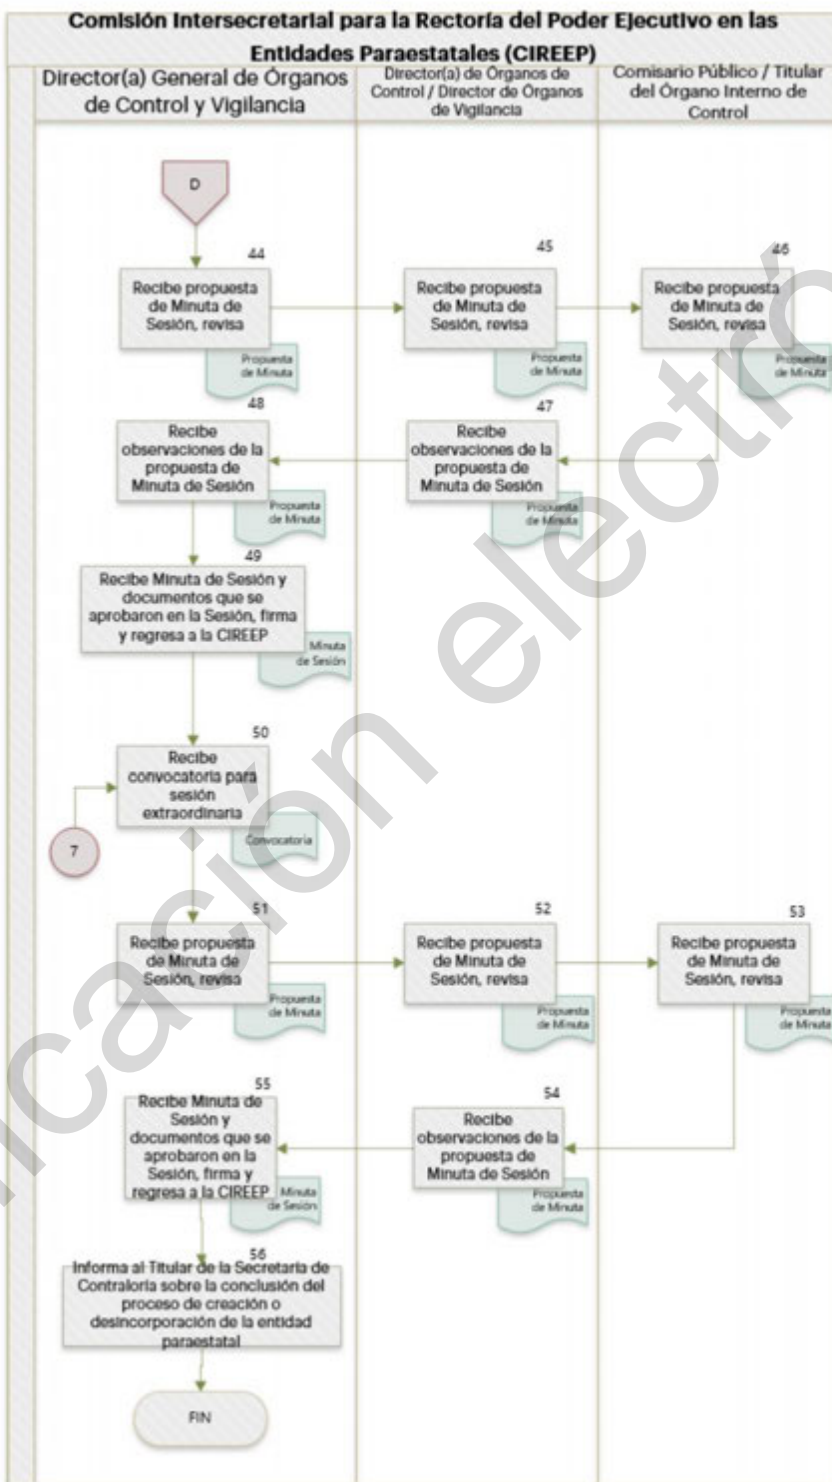 Comisión Intersecretarial para la Rectoría del Poder Ejecutivo en las
Entidades Paraestatales (CIREEP)
Director(a) General de Órganos
de Control y Vigilancia
Director(a) de Órganos de
Control / Director de Órganos
de Vigilancia
Comisario Público / Titular
del Órgano Interno de
Control
D
44
Recibe propuesta
de Minuta de
Sesión, revisa
Propuesta
de Minuta
45
Recibe propuesta
de Minuta de
Sesión, revisa
Propuesta
de Minuta
46
Recibe propuesta
de Minuta de
Sesión, revisa
Propuesta
de Minuta
48
Recibe
observaciones de la
propuesta de
Minuta de Sesión
Propuesta
de Minuta
47
Recibe
observaciones de la
propuesta de
Minuta de Sesión
Propuesta
de Minuta
49
Recibe Minuta de Sesión y
documentos que se
aprobaron en la Sesión, firma
y regresa a la CIREEP
Minuta
de Sesión
50
Recibe
convocatoria para
sesión
extraordinaria
Convocatoria
7
51
Recibe propuesta
de Minuta de
Sesión, revisa
Propuesta
de Minuta
52
Recibe propuesta
de Minuta de
Sesión, revisa
Propuesta
de Minuta
53
Recibe propuesta
de Minuta de
Sesión, revisa
Propuesta
de Minuta
55
Recibe Minuta de
Sesión y
documentos que se
aprobaron en la
Sesión, firma y
regresa a la CIREEP
Minuta
de Sesión
54
Recibe
observaciones de la
propuesta de
Minuta de Sesión
Propuesta
de Minuta
56
Informa al Titular de la Secretaría de
Contraloría sobre la conclusión del
proceso de creación o
desincorporación de la entidad
paraestatal
FIN